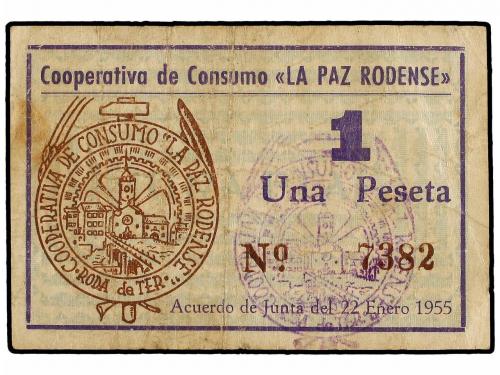 Cooperativa de Consumo «LA PAZ RODENSE»
COOPERATIVA DE CONSUMO "LA PAZ RODENSE"
· RODA de TER ·
1
Una Peseta
Nº 7382
Acuerdo de Junta del 22 Enero 1955